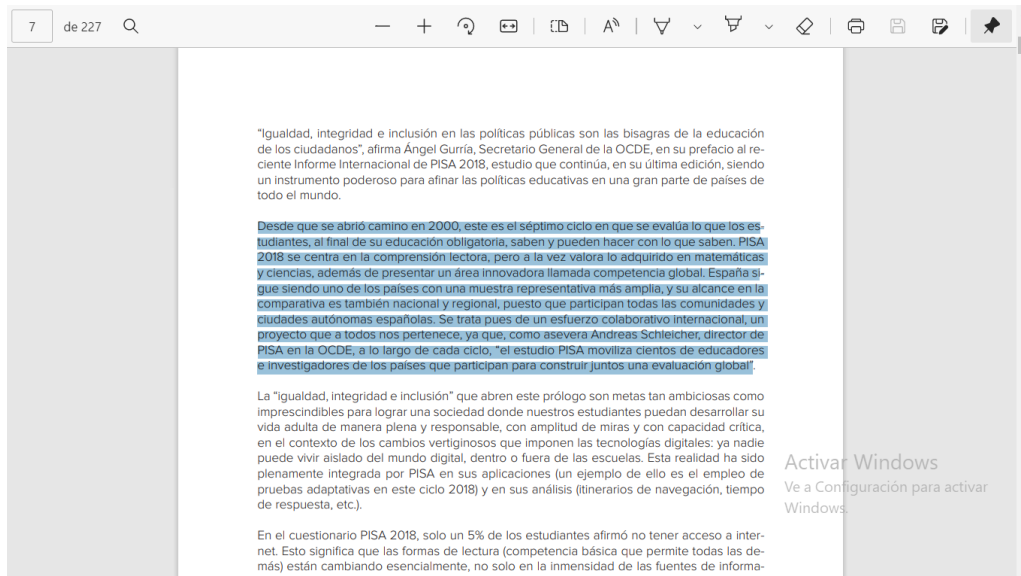 7 de 227
"Igualdad, integridad e inclusión en las políticas públicas son las bisagras de la educación
de los ciudadanos", afirma Ángel Gurría, Secretario General de la OCDE, en su prefacio al re-
ciente Informe Internacional de PISA 2018, estudio que continúa, en su última edición, siendo
un instrumento poderoso para afinar las políticas educativas en una gran parte de países de
todo el mundo.
Desde que se abrió camino en 2000, este es el séptimo ciclo en que se evalúa lo que los es-
tudiantes, al final de su educación obligatoria, saben y pueden hacer con lo que saben. PISA
2018 se centra en la comprensión lectora, pero a la vez valora lo adquirido en matemáticas
y ciencias, además de presentar un área innovadora llamada competencia global. España si-
gue siendo uno de los países con una muestra representativa más amplia, y su alcance en la
comparativa es también nacional y regional, puesto que participan todas las comunidades y
ciudades autónomas españolas. Se trata pues de un esfuerzo colaborativo internacional, un
proyecto que a todos nos pertenece, ya que, como asevera Andreas Schleicher, director de
PISA en la OCDE, a lo largo de cada ciclo, "el estudio PISA moviliza cientos de educadores
e investigadores de los países que participan para construir juntos una evaluación global".
La "igualdad, integridad e inclusión" que abren este prólogo son metas tan ambiciosas como
imprescindibles para lograr una sociedad donde nuestros estudiantes puedan desarrollar su
vida adulta de manera plena y responsable, con amplitud de miras y con capacidad crítica,
en el contexto de los cambios vertiginosos que imponen las tecnologías digitales: ya nadie
puede vivir aislado del mundo digital, dentro o fuera de las escuelas. Esta realidad ha sido
plenamente integrada por PISA en sus aplicaciones (un ejemplo de ello es el empleo de
pruebas adaptativas en este ciclo 2018) y en sus análisis (itinerarios de navegación, tiempo
de respuesta, etc.).
En el cuestionario PISA 2018, solo un 5% de los estudiantes afirmó no tener acceso a inter-
net. Esto significa que las formas de lectura (competencia básica que permite todas las de-
más) están cambiando esencialmente, no solo en la inmensidad de las fuentes de informa-
Activar Windows
Ve a Configuración para activar
Windows.